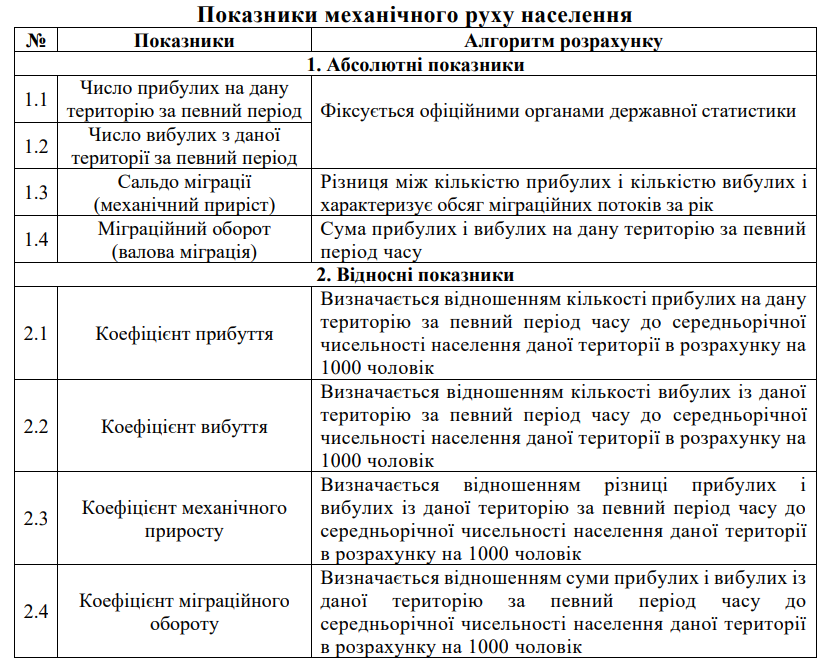 Показники механічного руху населення
№ Показники Алгоритм розрахунку
1. Абсолютні показники
1.1 Число прибулих на дану
територію за певний період
Фіксується офіційними органами державної статистики
1.2 Число вибулих з даної
території за певний період
1.3 Сальдо міграції
(механічний приріст)
Різниця між кількістю прибулих і кількістю вибулих і
характеризує обсяг міграційних потоків за рік
1.4 Міграційний оборот
(валова міграція)
Сума прибулих і вибулих на дану територію за певний
період часу
2. Відносні показники
2.1 Коефіцієнт прибуття
Визначається відношенням кількості прибулих на дану
територію за певний період часу до середньорічної
чисельності населення даної території в розрахунку на
1000 чоловік
2.2 Коефіцієнт вибуття
Визначається відношенням кількості вибулих із даної
територію за певний період часу до середньорічної
чисельності населення даної території в розрахунку на
1000 чоловік
2.3 Коефіцієнт механічного
приросту
Визначається відношенням різниці прибулих і
вибулих із даної територію за певний період часу до
середньорічної чисельності населення даної території
в розрахунку на 1000 чоловік
2.4 Коефіцієнт міграційного
обороту
Визначається відношенням суми прибулих і вибулих із
даної територію за певний період часу до
середньорічної чисельності населення даної території
в розрахунку на 1000 чоловік